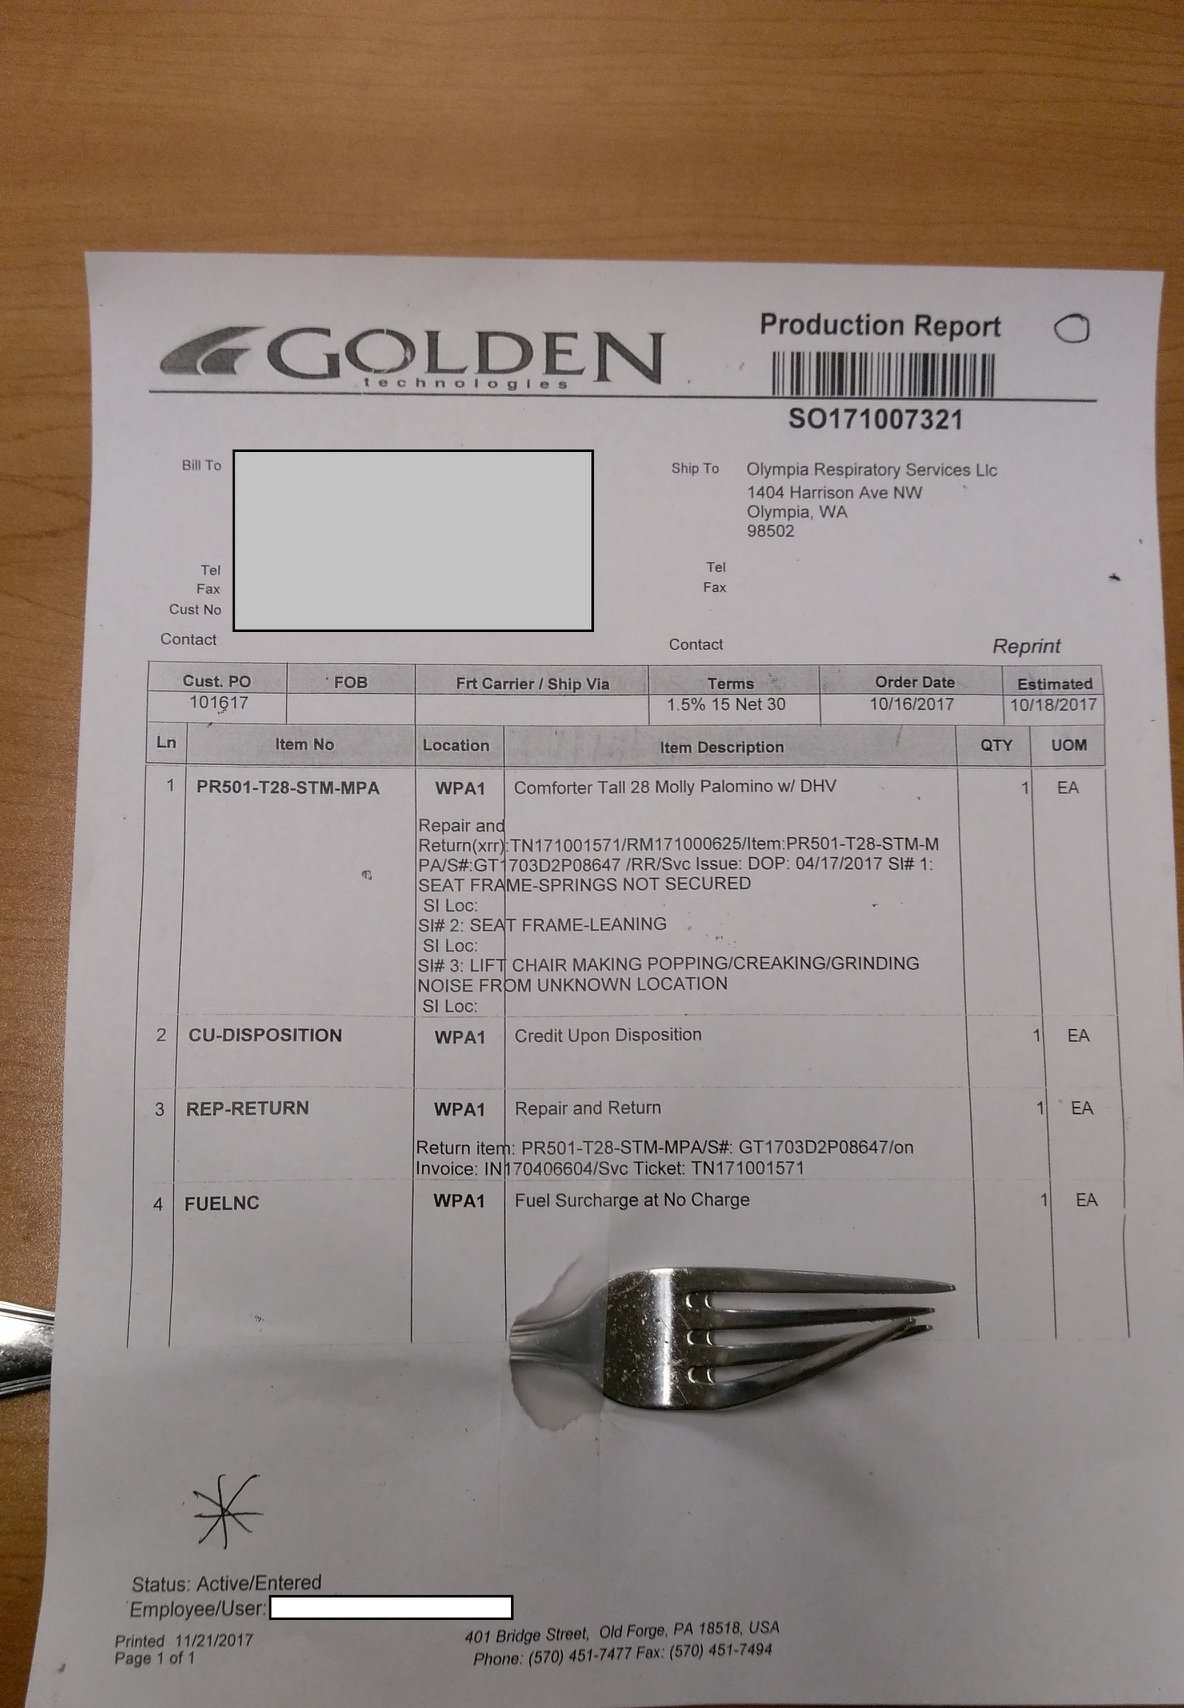 GOLDEN
technologies
Production Report
SO171007321
Bill To
Tel
Fax
Cust No
Contact
Ship To Olympia Respiratory Services Llc
1404 Harrison Ave NW
Olympia, WA
98502
Tel
Fax
Contact
Reprint
Cust. PO FOB Frt Carrier / Ship Via Terms Order Date Estimated
101617 1.5% 15 Net 30 10/16/2017 10/18/2017
Ln Item No Location Item Description QTY UOM
1 PR501-T28-STM-MPA WPA1 Comforter Tall 28 Molly Palomino w/ DHV 1 EA
Repair and
Return(xrr):TN171001571/RM171000625/Item:PR501-T28-STM-M
PA/S#:GT1703D2P08647 /RR/Svc Issue: DOP: 04/17/2017 SI# 1:
SEAT FRAME-SPRINGS NOT SECURED
SI Loc:
SI# 2: SEAT FRAME-LEANING
SI Loc:
SI# 3: LIFT CHAIR MAKING POPPING/CREAKING/GRINDING
NOISE FROM UNKNOWN LOCATION
SI Loc:
2 CU-DISPOSITION WPA1 Credit Upon Disposition 1 EA
3 REP-RETURN WPA1 Repair and Return 1 EA
Return item: PR501-T28-STM-MPA/S#: GT1703D2P08647/on
Invoice: IN170406604/Svc Ticket: TN171001571
4 FUELNC WPA1 Fuel Surcharge at No Charge 1 EA
Status: Active/Entered
Employee/User:
Printed 11/21/2017
Page 1 of 1
401 Bridge Street, Old Forge, PA 18518, USA
Phone: (570) 451-7477 Fax: (570) 451-7494